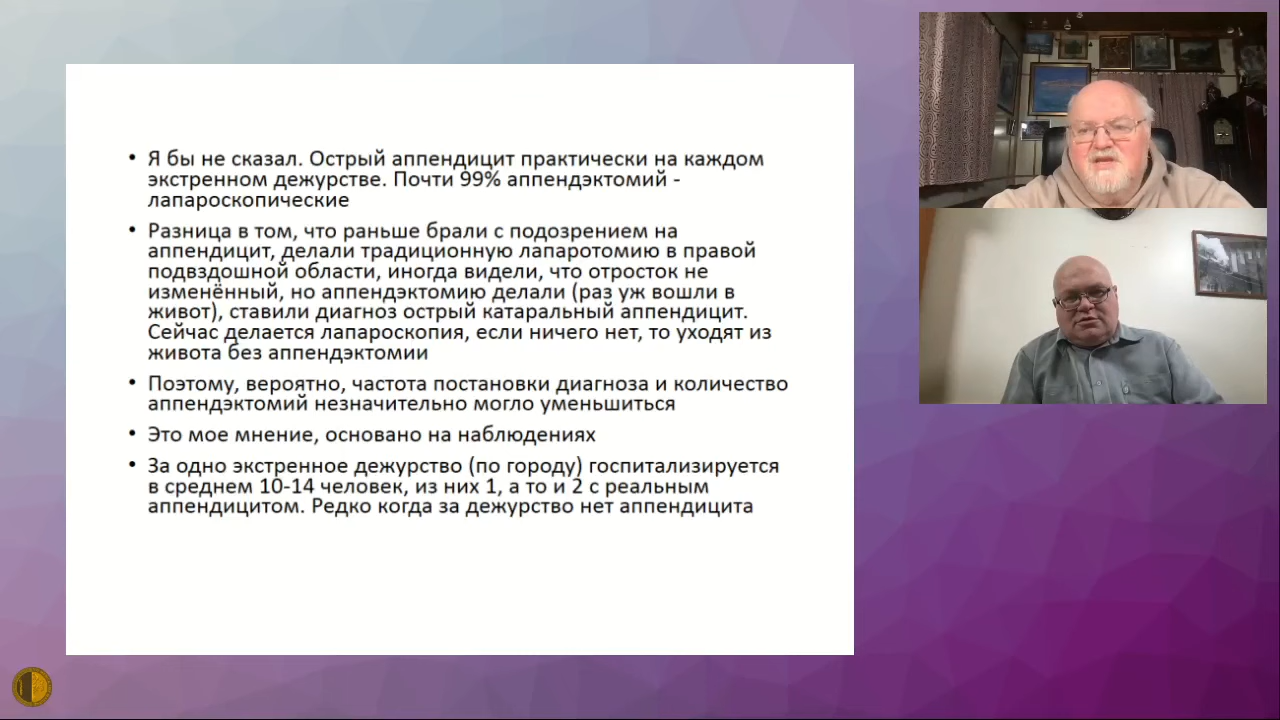 • Я бы не сказал. Острый аппендицит практически на каждом
экстренном дежурстве. Почти 99% аппендэктомий -
лапароскопические
• Разница в том, что раньше брали с подозрением на
аппендицит, делали традиционную лапаротомию в правой
подвздошной области, иногда видели, что отросток не
изменённый, но аппендэктомию делали (раз уж вошли в
живот), ставили диагноз острый катаральный аппендицит.
Сейчас делается лапароскопия, если ничего нет, то уходят из
живота без аппендэктомии
• Поэтому, вероятно, частота постановки диагноза и количество
аппендэктомий незначительно могло уменьшиться
• Это мое мнение, основано на наблюдениях
• За одно экстренное дежурство (по городу) госпитализируется
в среднем 10-14 человек, из них 1, а то и 2 с реальным
аппендицитом. Редко когда за дежурство нет аппендицита